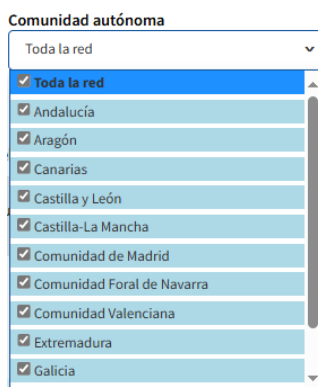 Comunidad autónoma
Toda la red
Toda la red
Andalucía
Aragón
Canarias
Castilla y León
Castilla-La Mancha
Comunidad de Madrid
Comunidad Foral de Navarra
Comunidad Valenciana
Extremadura
Galicia